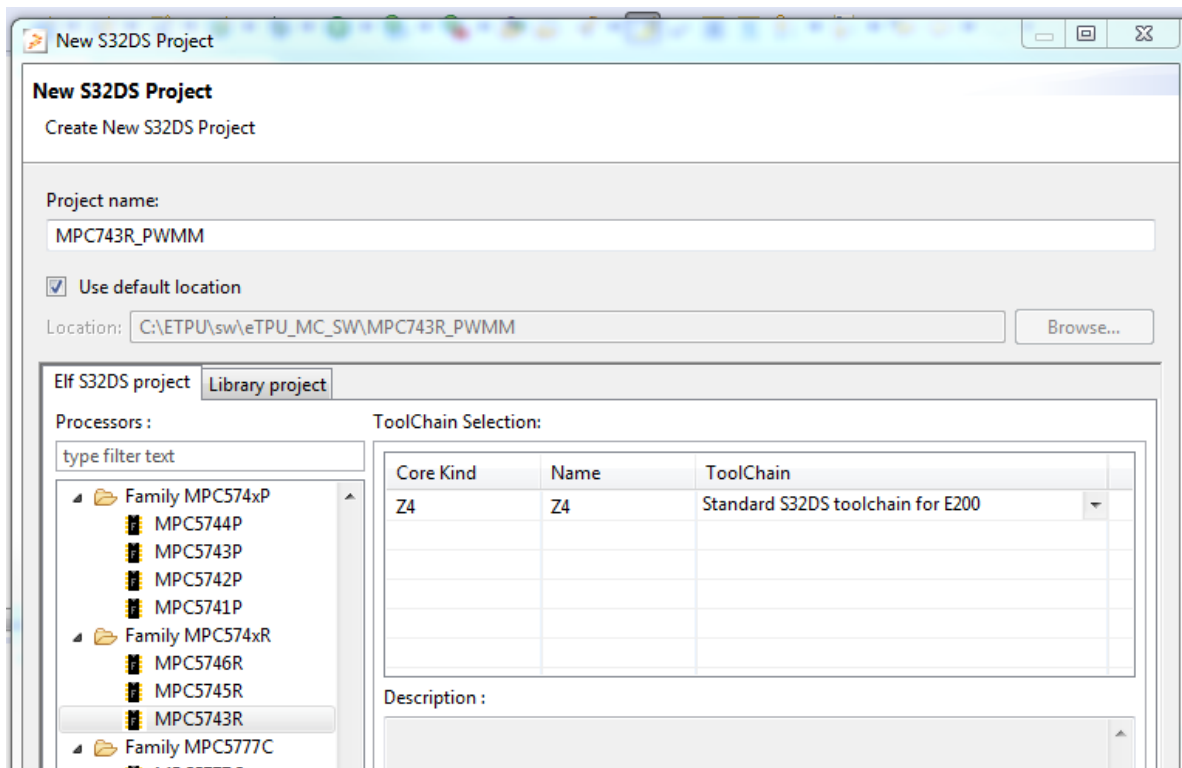 New S32DS Project
New S32DS Project
Create New S32DS Project
Project name:
MPC743R_PWMM
Use default location
Location: C:\ETPU\sw\eTPU_MC_SW\MPC743R_PWMM Browse...
Elf S32DS project Library project
Processors : ToolChain Selection:
type filter text
Core Kind Name ToolChain
Family MPC574xP
Z4 Z4 Standard S32DS toolchain for E200
MPC5744P
MPC5743P
MPC5742P
MPC5741P
Family MPC574xR
MPC5746R
MPC5745R
Description :
MPC5743R
Family MPC5777C